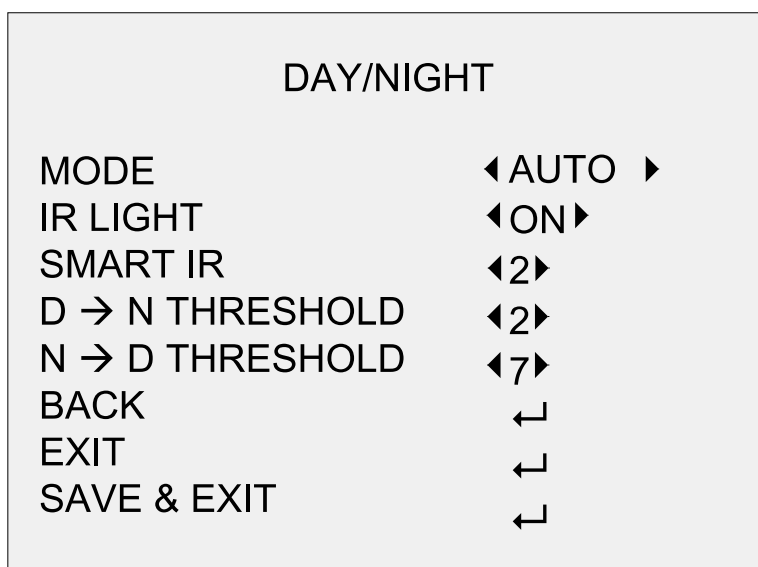 DAY/NIGHT
MODE ◀ AUTO ▶
IR LIGHT ◀ ON ▶
SMART IR ◀ 2 ▶
D → N THRESHOLD ◀ 2 ▶
N → D THRESHOLD ◀ 7 ▶
BACK ↵
EXIT ↵
SAVE & EXIT ↵